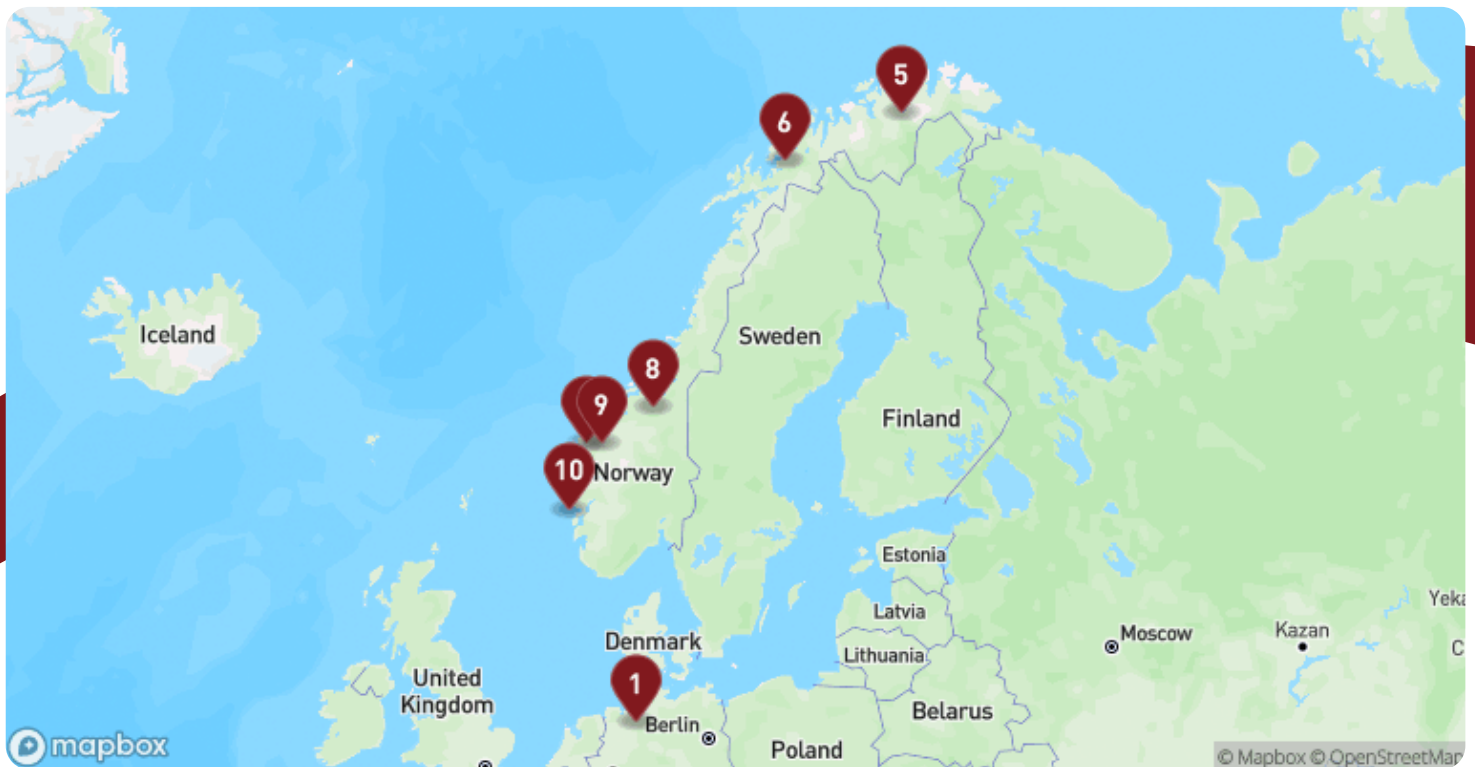 5
6
Iceland
Sweden
8
9
Finland
10
Norway
Estonia
Yeka
Latvia
Kazan
Moscow
Denmark
C
Lithuania
1
United
Kingdom
Belarus
Berlin
Poland
mapbox
© Mapbox © OpenStreetMap